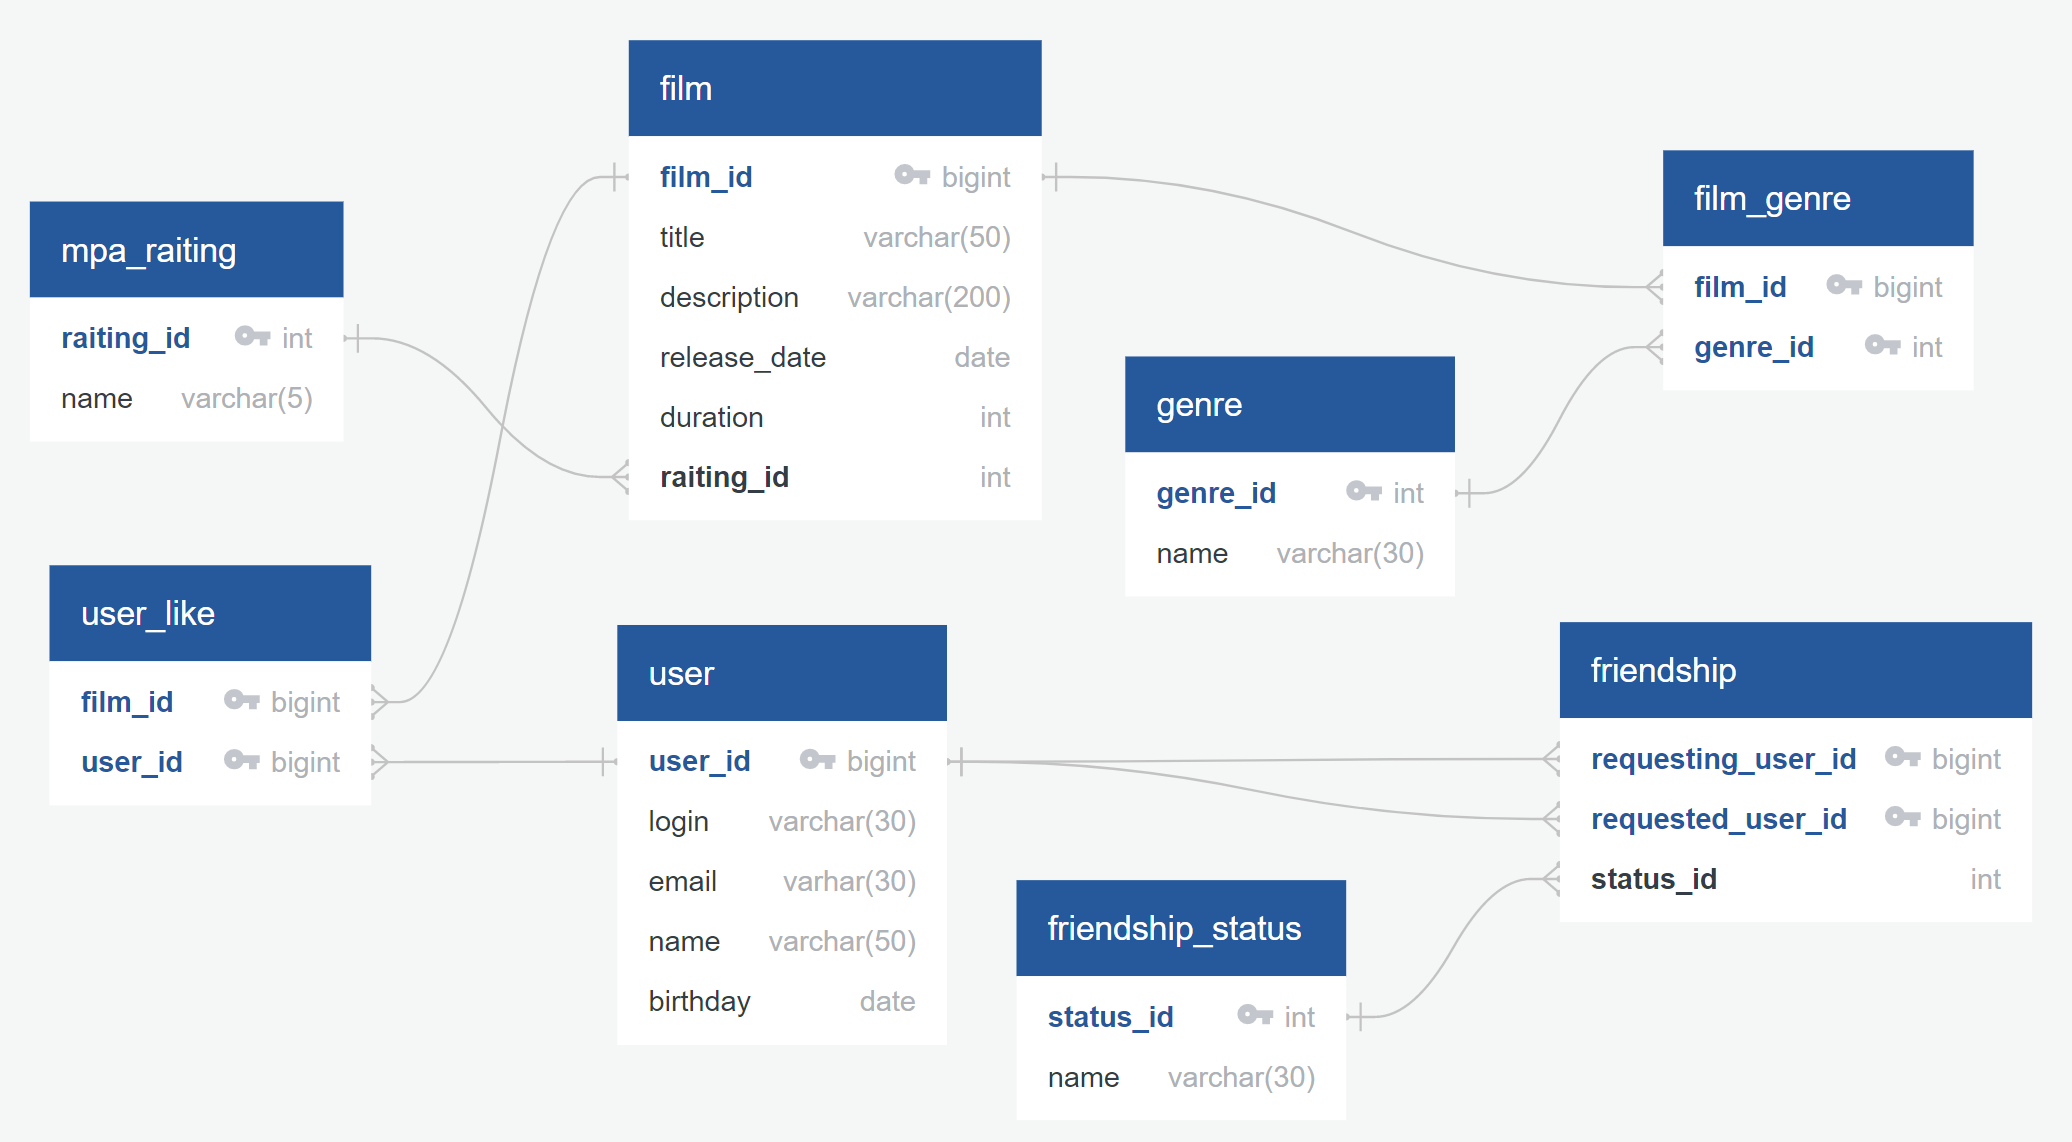 film
film_id bigint
title varchar(50)
description varchar(200)
release_date date
duration int
raiting_id int
mpa_raiting
raiting_id int
name varchar(5)
film_genre
film_id bigint
genre_id int
genre
genre_id int
name varchar(30)
user_like
film_id bigint
user_id bigint
user
user_id bigint
login varchar(30)
email varhar(30)
name varchar(50)
birthday date
friendship
requesting_user_id bigint
requested_user_id bigint
status_id int
friendship_status
status_id int
name varchar(30)